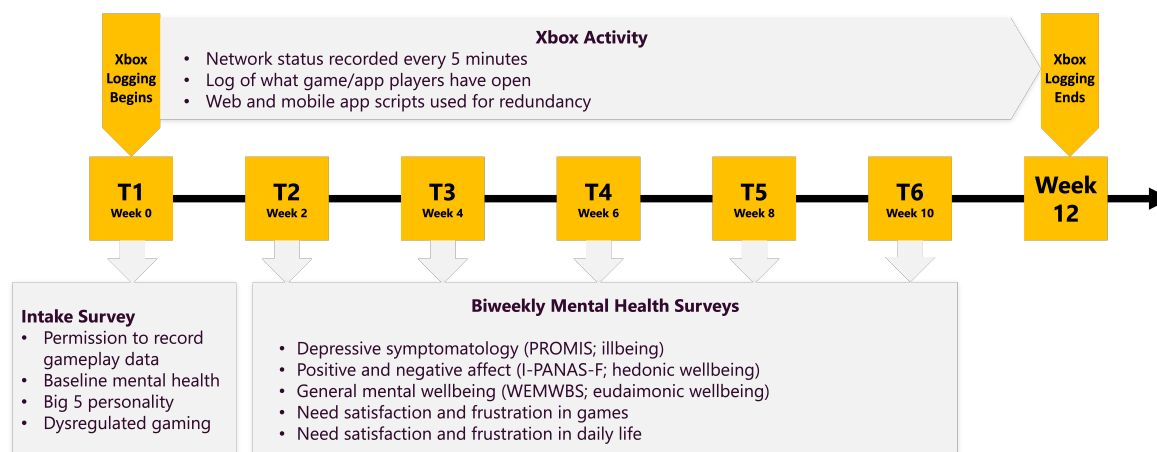 Xbox
Logging
Begins
Xbox Activity
• Network status recorded every 5 minutes
• Log of what game/app players have open
• Web and mobile app scripts used for redundancy
Xbox
Logging
Ends
T1
Week 0
T2
Week 2
T3
Week 4
T4
Week 6
T5
Week 8
T6
Week 10
Week
12
Intake Survey
• Permission to record
gameplay data
• Baseline mental health
• Big 5 personality
• Dysregulated gaming
Biweekly Mental Health Surveys
• Depressive symptomatology (PROMIS; illbeing)
• Positive and negative affect (I-PANAS-F; hedonic wellbeing)
• General mental wellbeing (WEMWBS; eudaimonic wellbeing)
• Need satisfaction and frustration in games
• Need satisfaction and frustration in daily life